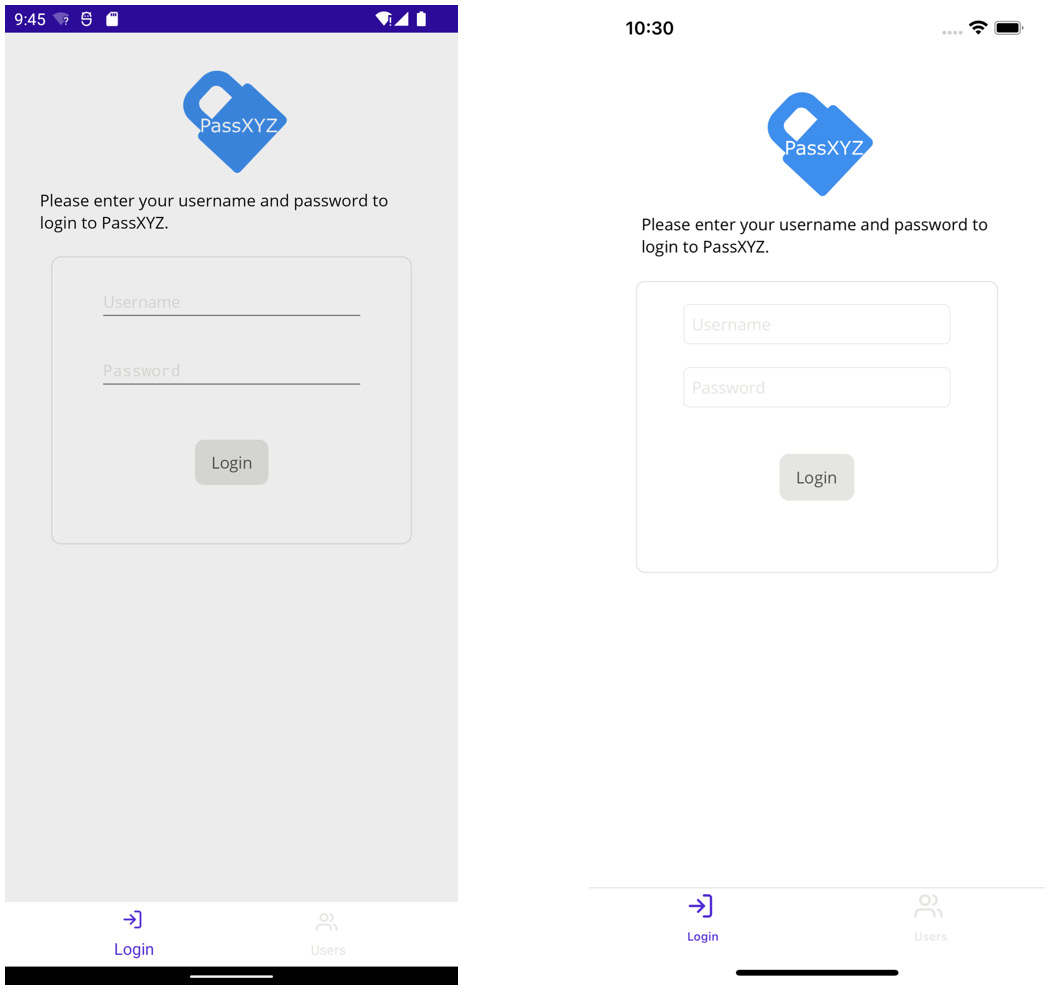 9:45
PassXYZ
Please enter your username and password to
login to PassXYZ.
Username
Password
Login
Login
Users
10:30
PassXYZ
Please enter your username and password to
login to PassXYZ.
Username
Password
Login
Login
Users